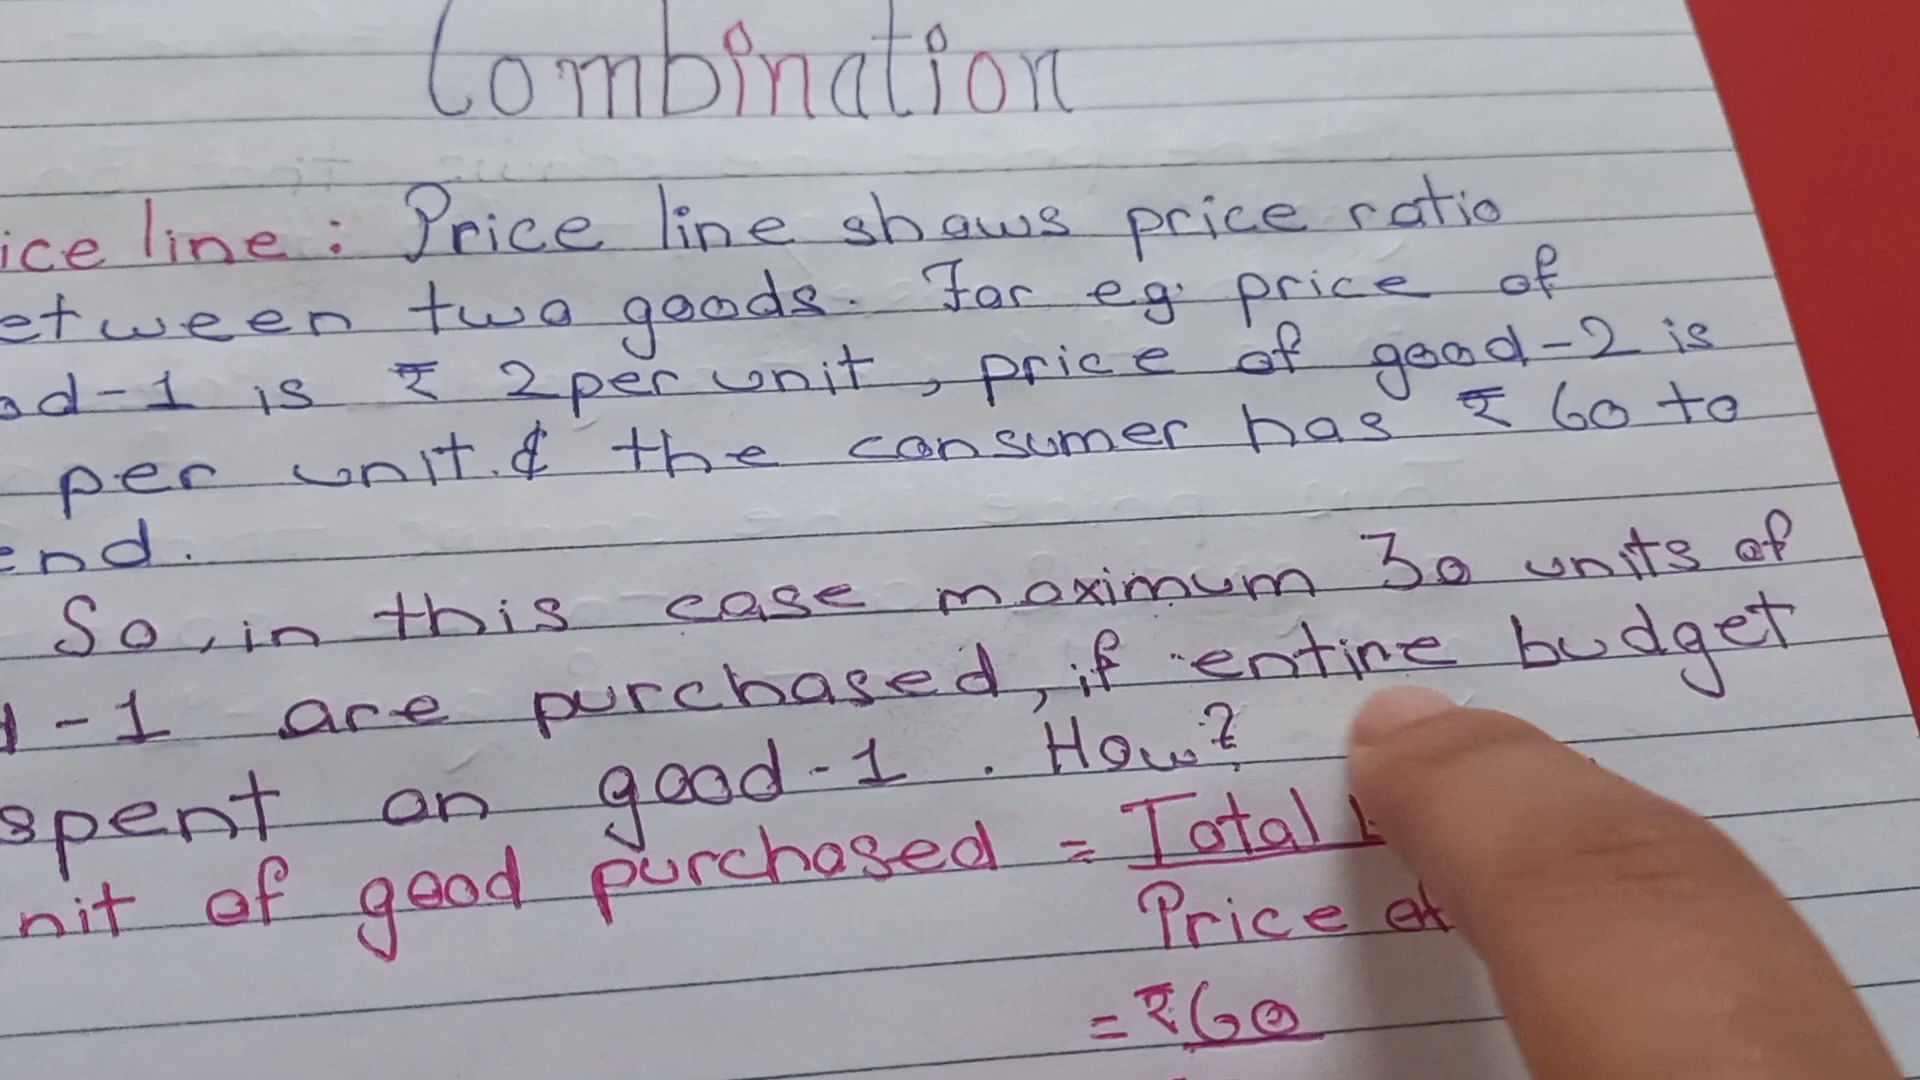 Combination
ice line : Price line shows price ratio
etween two goods. For eg. price of
od-1 is ₹ 2 per unit, price of good-2 is
per unit. & the consumer has ₹ 60 to
end.
So, in this case maximum 30 units of
d-1 are purchased, if entire budget
spent on good-1. How?
nit of good purchased = Total
Price of
= ₹60